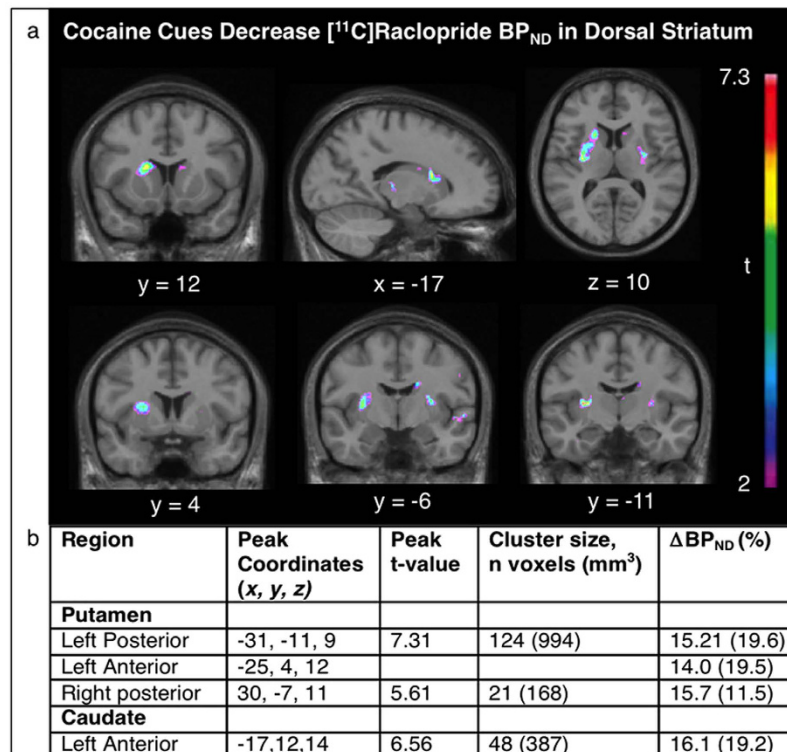 a
Cocaine Cues Decrease [¹¹C]Raclopride BP_ND in Dorsal Striatum
7.3
y = 12
x = -17
z = 10
t
y = 4
y = -6
y = -11
2
b
Region Peak Coordinates (x, y, z) Peak t-value Cluster size, n voxels (mm³) ΔBP_ND (%)
Putamen
Left Posterior -31, -11, 9 7.31 124 (994) 15.21 (19.6)
Left Anterior -25, 4, 12 14.0 (19.5)
Right posterior 30, -7, 11 5.61 21 (168) 15.7 (11.5)
Caudate
Left Anterior -17,12,14 6.56 48 (387) 16.1 (19.2)